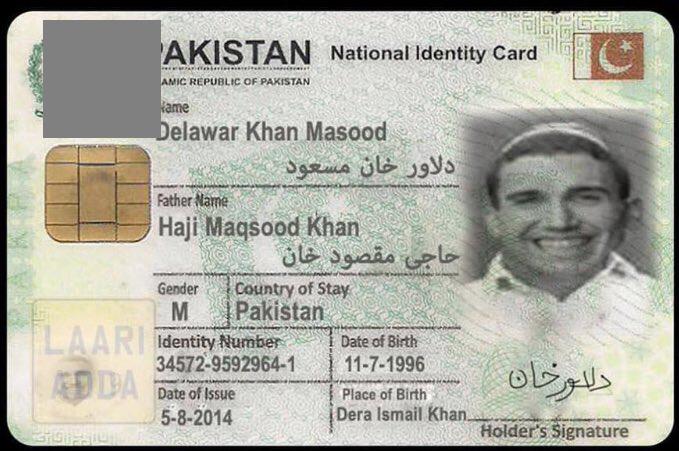 PAKISTAN National Identity Card
ISLAMIC REPUBLIC OF PAKISTAN
Name
Delawar Khan Masood
دلاور خان مسعود
Father Name
Haji Maqsood Khan
حاجی مقصود خان
Gender Country of Stay
M Pakistan
Identity Number Date of Birth
34572-9592964-1 11-7-1996
LAARI
ADDA
Date of Issue Place of Birth
5-8-2014 Dera Ismail Khan
دلاور خان
Holder's Signature